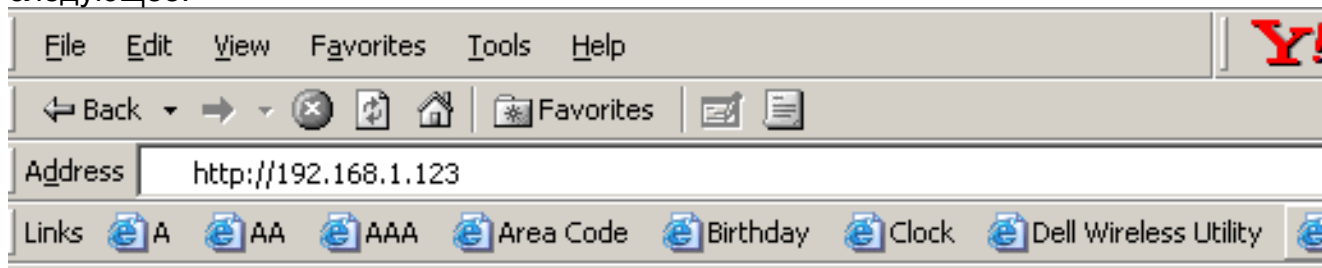 следующее:
File Edit View Favorites Tools Help Y!
Back Favorites
Address http://192.168.1.123
Links A AA AAA Area Code Birthday Clock Dell Wireless Utility